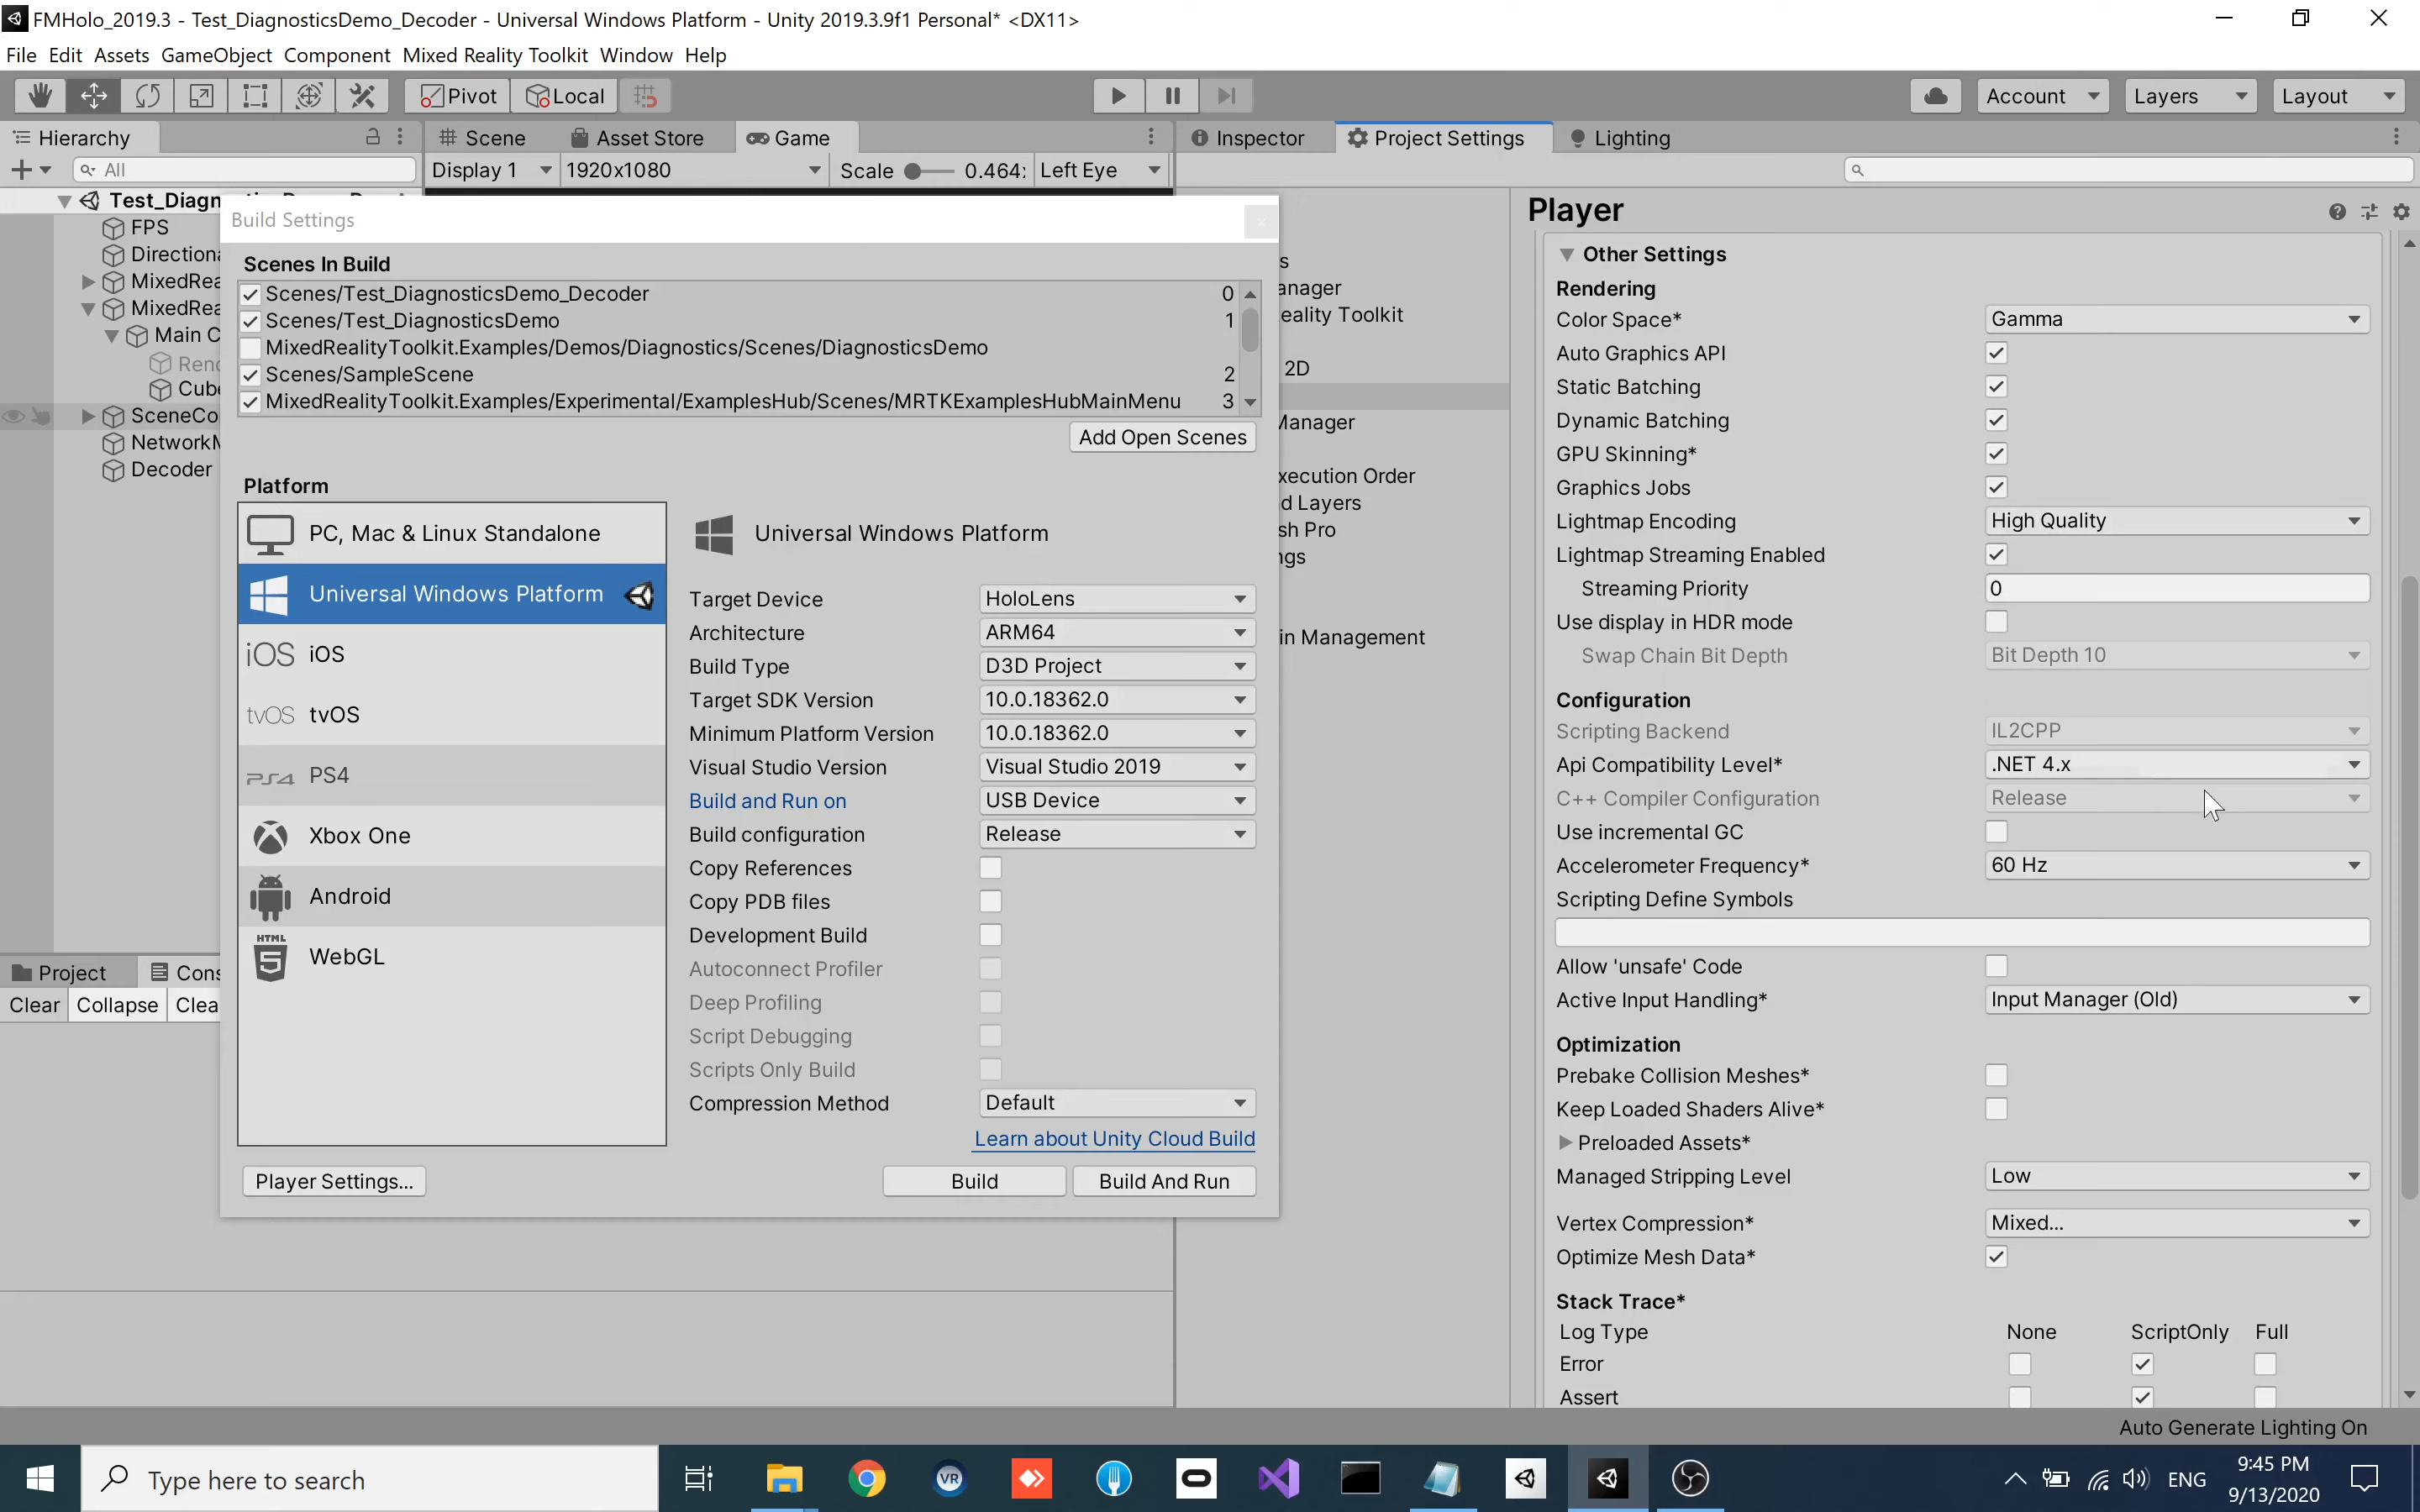 FMHolo_2019.3 - Test_DiagnosticsDemo_Decoder - Universal Windows Platform - Unity 2019.3.9f1 Personal* <DX11>
File Edit Assets GameObject Component Mixed Reality Toolkit Window Help
Pivot Local Account Layers Layout
Hierarchy Scene Asset Store Game Inspector Project Settings Lighting
All Display 1 1920x1080 Scale 0.464: Left Eye
Test_Diagn
FPS
Directiona
MixedRea
MixedRea
Main C
Rend
Cube
SceneCo
NetworkM
Decoder
Project Cons
Clear Collapse Clea
Build Settings
Scenes In Build
Scenes/Test_DiagnosticsDemo_Decoder 0
Scenes/Test_DiagnosticsDemo 1
MixedRealityToolkit.Examples/Demos/Diagnostics/Scenes/DiagnosticsDemo
Scenes/SampleScene 2
MixedRealityToolkit.Examples/Experimental/ExamplesHub/Scenes/MRTKExamplesHubMainMenu 3
Add Open Scenes
Platform
PC, Mac & Linux Standalone
Universal Windows Platform
iOS iOS
tvOS tvOS
PS4 PS4
Xbox One
Android
HTML 5 WebGL
Universal Windows Platform
Target Device HoloLens
Architecture ARM64
Build Type D3D Project
Target SDK Version 10.0.18362.0
Minimum Platform Version 10.0.18362.0
Visual Studio Version Visual Studio 2019
Build and Run on USB Device
Build configuration Release
Copy References
Copy PDB files
Development Build
Autoconnect Profiler
Deep Profiling
Script Debugging
Scripts Only Build
Compression Method Default
Learn about Unity Cloud Build
Player Settings... Build Build And Run
s
anager
eality Toolkit
2D
Manager
xecution Order
d Layers
sh Pro
ngs
in Management
Player
Other Settings
Rendering
Color Space* Gamma
Auto Graphics API
Static Batching
Dynamic Batching
GPU Skinning*
Graphics Jobs
Lightmap Encoding High Quality
Lightmap Streaming Enabled
Streaming Priority 0
Use display in HDR mode
Swap Chain Bit Depth Bit Depth 10
Configuration
Scripting Backend IL2CPP
Api Compatibility Level* .NET 4.x
C++ Compiler Configuration Release
Use incremental GC
Accelerometer Frequency* 60 Hz
Scripting Define Symbols
Allow 'unsafe' Code
Active Input Handling* Input Manager (Old)
Optimization
Prebake Collision Meshes*
Keep Loaded Shaders Alive*
Preloaded Assets*
Managed Stripping Level Low
Vertex Compression* Mixed...
Optimize Mesh Data*
Stack Trace*
Log Type None ScriptOnly Full
Error
Assert
Auto Generate Lighting On
Type here to search VR ENG 9:45 PM
9/13/2020